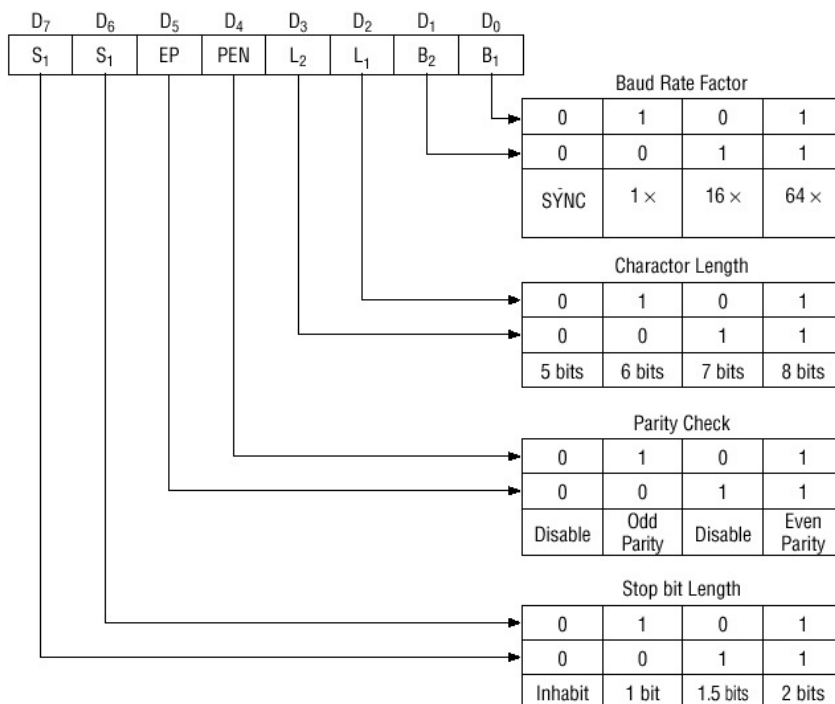 D7 D6 D5 D4 D3 D2 D1 D0
S1 S1 EP PEN L2 L1 B2 B1
Baud Rate Factor
0 1 0 1
0 0 1 1
SYNC 1 × 16 × 64 ×
Charactor Length
0 1 0 1
0 0 1 1
5 bits 6 bits 7 bits 8 bits
Parity Check
0 1 0 1
0 0 1 1
Disable Odd Parity Disable Even Parity
Stop bit Length
0 1 0 1
0 0 1 1
Inhabit 1 bit 1.5 bits 2 bits